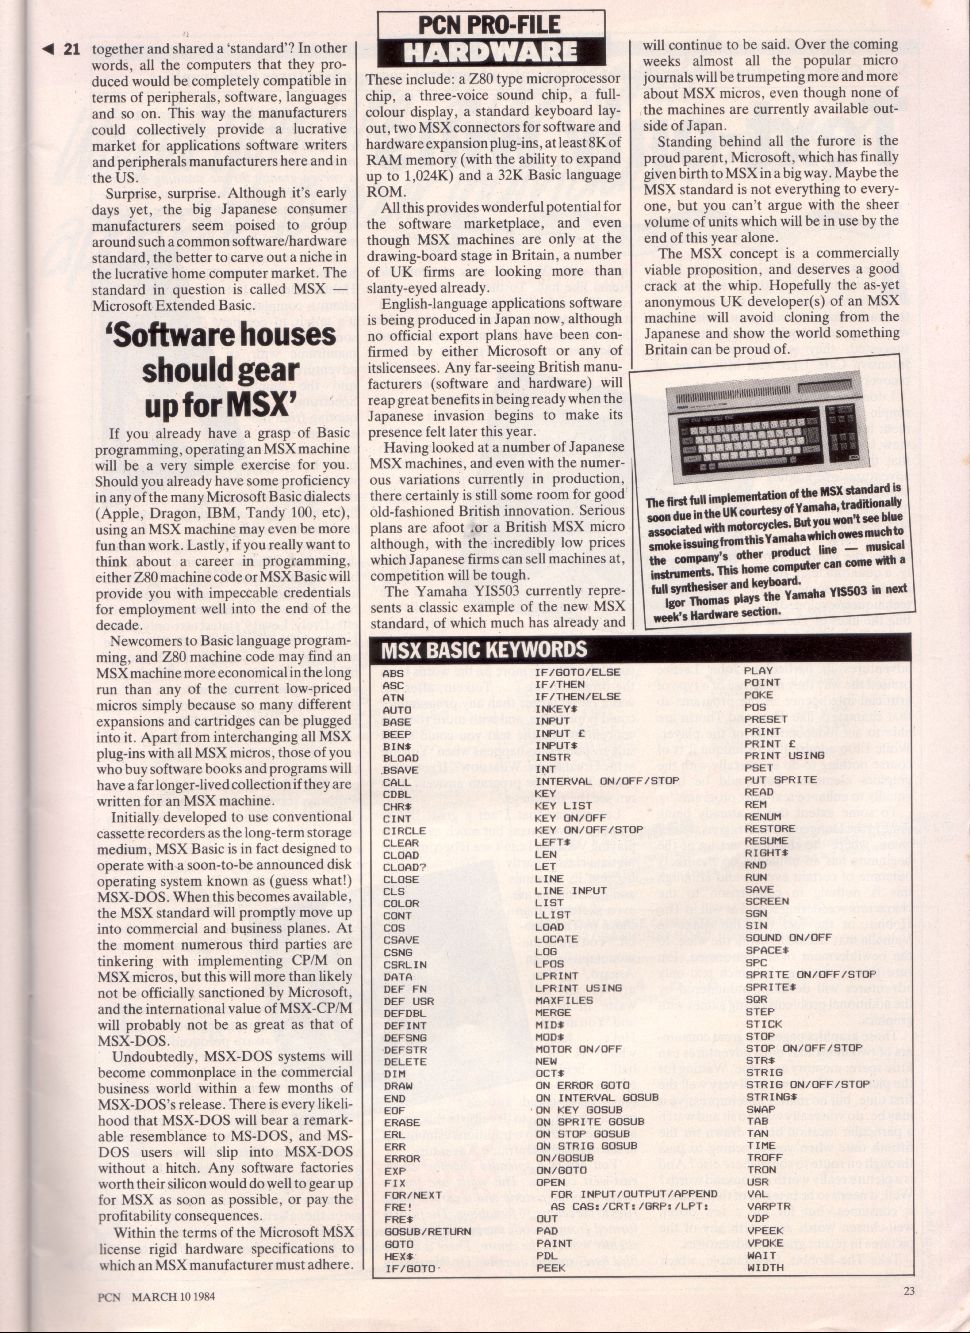 ◄ 21
together and shared a ‘standard’? In other
words, all the computers that they pro-
duced would be completely compatible in
terms of peripherals, software, languages
and so on. This way the manufacturers
could collectively provide a lucrative
market for applications software writers
and peripherals manufacturers here and in
the US.
Surprise, surprise. Although it's early
days yet, the big Japanese consumer
manufacturers seem poised to group
around such a common software/hardware
standard, the better to carve out a niche in
the lucrative home computer market. The
standard in question is called MSX —
Microsoft Extended Basic.
‘Software houses
should gear
up for MSX’
If you already have a grasp of Basic
programming, operating an MSX machine
will be a very simple exercise for you.
Should you already have some proficiency
in any of the many Microsoft Basic dialects
(Apple, Dragon, IBM, Tandy 100, etc),
using an MSX machine may even be more
fun than work. Lastly, if you really want to
think about a career in programming,
either Z80 machine code or MSX Basic will
provide you with impeccable credentials
for employment well into the end of the
decade.
Newcomers to Basic language program-
ming, and Z80 machine code may find an
MSX machine more economical in the long
run than any of the current low-priced
micros simply because so many different
expansions and cartridges can be plugged
into it. Apart from interchanging all MSX
plug-ins with all MSX micros, those of you
who buy software books and programs will
have a far longer-lived collection if they are
written for an MSX machine.
Initially developed to use conventional
cassette recorders as the long-term storage
medium, MSX Basic is in fact designed to
operate with a soon-to-be announced disk
operating system known as (guess what!)
MSX-DOS. When this becomes available,
the MSX standard will promptly move up
into commercial and business planes. At
the moment numerous third parties are
tinkering with implementing CP/M on
MSX micros, but this will more than likely
not be officially sanctioned by Microsoft,
and the international value of MSX-CP/M
will probably not be as great as that of
MSX-DOS.
Undoubtedly, MSX-DOS systems will
become commonplace in the commercial
business world within a few months of
MSX-DOS's release. There is every likeli-
hood that MSX-DOS will bear a remark-
able resemblance to MS-DOS, and MS-
DOS users will slip into MSX-DOS
without a hitch. Any software factories
worth their silicon would do well to gear up
for MSX as soon as possible, or pay the
profitability consequences.
Within the terms of the Microsoft MSX
license rigid hardware specifications to
which an MSX manufacturer must adhere.
PCN PRO-FILE
HARDWARE
These include: a Z80 type microprocessor
chip, a three-voice sound chip, a full-
colour display, a standard keyboard lay-
out, two MSX connectors for software and
hardware expansion plug-ins, at least 8K of
RAM memory (with the ability to expand
up to 1,024K) and a 32K Basic language
ROM.
All this provides wonderful potential for
the software marketplace, and even
though MSX machines are only at the
drawing-board stage in Britain, a number
of UK firms are looking more than
slanty-eyed already.
English-language applications software
is being produced in Japan now, although
no official export plans have been con-
firmed by either Microsoft or any of
itslicensees. Any far-seeing British manu-
facturers (software and hardware) will
reap great benefits in being ready when the
Japanese invasion begins to make its
presence felt later this year.
Having looked at a number of Japanese
MSX machines, and even with the numer-
ous variations currently in production,
there certainly is still some room for good
old-fashioned British innovation. Serious
plans are afoot for a British MSX micro
although, with the incredibly low prices
which Japanese firms can sell machines at,
competition will be tough.
The Yamaha YIS503 currently repre-
sents a classic example of the new MSX
standard, of which much has already and
will continue to be said. Over the coming
weeks almost all the popular micro
journals will be trumpeting more and more
about MSX micros, even though none of
the machines are currently available out-
side of Japan.
Standing behind all the furore is the
proud parent, Microsoft, which has finally
given birth to MSX in a big way. Maybe the
MSX standard is not everything to every-
one, but you can't argue with the sheer
volume of units which will be in use by the
end of this year alone.
The MSX concept is a commercially
viable proposition, and deserves a good
crack at the whip. Hopefully the as-yet
anonymous UK developer(s) of an MSX
machine will avoid cloning from the
Japanese and show the world something
Britain can be proud of.
The first full implementation of the MSX standard is
soon due in the UK courtesy of Yamaha, traditionally
associated with motorcycles. But you won't see blue
smoke issuing from this Yamaha which owes much to
the company's other product line — musical
instruments. This home computer can come with a
full synthesiser and keyboard.
Igor Thomas plays the Yamaha YIS503 in next
week's Hardware section.
MSX BASIC KEYWORDS
ABS
ASC
ATN
AUTO
BASE
BEEP
BIN$
BLOAD
BSAVE
CALL
CDBL
CHR$
CINT
CIRCLE
CLEAR
CLOAD
CLOAD?
CLOSE
CLS
COLOR
CONT
COS
CSAVE
CSNG
CSRLIN
DATA
DEF FN
DEF USR
DEFDBL
DEFINT
DEFSNG
DEFSTR
DELETE
DIM
DRAW
END
EOF
ERASE
ERL
ERR
ERROR
EXP
FIX
FOR/NEXT
FRE!
FRE$
GOSUB/RETURN
GOTO
HEX$
IF/GOTO
IF/GOTO/ELSE
IF/THEN
IF/THEN/ELSE
INKEY$
INPUT
INPUT £
INPUT$
INSTR
INT
INTERVAL ON/OFF/STOP
KEY
KEY LIST
KEY ON/OFF
KEY ON/OFF/STOP
LEFT$
LEN
LET
LINE
LINE INPUT
LIST
LLIST
LOAD
LOCATE
LOG
LPOS
LPRINT
LPRINT USING
MAXFILES
MERGE
MID$
MOD$
MOTOR ON/OFF
NEW
OCT$
ON ERROR GOTO
ON INTERVAL GOSUB
ON KEY GOSUB
ON SPRITE GOSUB
ON STOP GOSUB
ON STRIG GOSUB
ON/GOSUB
ON/GOTO
OPEN
FOR INPUT/OUTPUT/APPEND
AS CAS:/CRT:/GRP:/LPT:
OUT
PAD
PAINT
PDL
PEEK
PLAY
POINT
POKE
POS
PRESET
PRINT
PRINT £
PRINT USING
PSET
PUT SPRITE
READ
REM
RENUM
RESTORE
RESUME
RIGHT$
RND
RUN
SAVE
SCREEN
SGN
SIN
SOUND ON/OFF
SPACE$
SPC
SPRITE ON/OFF/STOP
SPRITE$
SQR
STEP
STICK
STOP
STOP ON/OFF/STOP
STR$
STRIG
STRIG ON/OFF/STOP
STRING$
SWAP
TAB
TAN
TIME
TROFF
TRON
USR
VAL
VARPTR
VDP
VPEEK
VPOKE
WAIT
WIDTH
PCN MARCH 10 1984
23